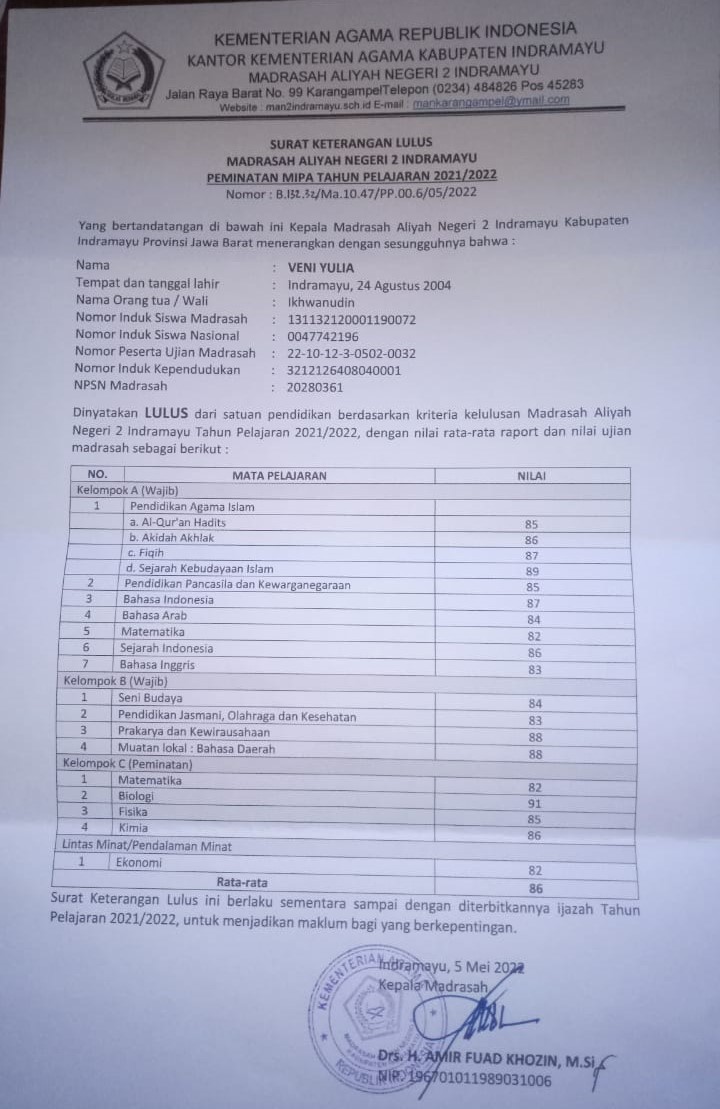 KEMENTERIAN AGAMA REPUBLIK INDONESIA
KANTOR KEMENTERIAN AGAMA KABUPATEN INDRAMAYU
MADRASAH ALIYAH NEGERI 2 INDRAMAYU
Jalan Raya Barat No. 99 KarangampelTelepon (0234) 484826 Pos 45283
Website : man2indramayu.sch.id E-mail : mankarangampel@ymail.com
SURAT KETERANGAN LULUS
MADRASAH ALIYAH NEGERI 2 INDRAMAYU
PEMINATAN MIPA TAHUN PELAJARAN 2021/2022
Nomor : B.132.32/Ma.10.47/PP.00.6/05/2022
Yang bertandatangan di bawah ini Kepala Madrasah Aliyah Negeri 2 Indramayu Kabupaten
Indramayu Provinsi Jawa Barat menerangkan dengan sesungguhnya bahwa :
Nama : VENI YULIA
Tempat dan tanggal lahir : Indramayu, 24 Agustus 2004
Nama Orang tua / Wali : Ikhwanudin
Nomor Induk Siswa Madrasah : 131132120001190072
Nomor Induk Siswa Nasional : 0047742196
Nomor Peserta Ujian Madrasah : 22-10-12-3-0502-0032
Nomor Induk Kependudukan : 3212126408040001
NPSN Madrasah : 20280361
Dinyatakan LULUS dari satuan pendidikan berdasarkan kriteria kelulusan Madrasah Aliyah
Negeri 2 Indramayu Tahun Pelajaran 2021/2022, dengan nilai rata-rata raport dan nilai ujian
madrasah sebagai berikut :
NO. MATA PELAJARAN NILAI
Kelompok A (Wajib)
1 Pendidikan Agama Islam
a. Al-Qur'an Hadits 85
b. Akidah Akhlak 86
c. Fiqih 87
d. Sejarah Kebudayaan Islam 89
2 Pendidikan Pancasila dan Kewarganegaraan 85
3 Bahasa Indonesia 87
4 Bahasa Arab 84
5 Matematika 82
6 Sejarah Indonesia 86
7 Bahasa Inggris 83
Kelompok B (Wajib)
1 Seni Budaya 84
2 Pendidikan Jasmani, Olahraga dan Kesehatan 83
3 Prakarya dan Kewirausahaan 88
4 Muatan lokal : Bahasa Daerah 88
Kelompok C (Peminatan)
1 Matematika 82
2 Biologi 91
3 Fisika 85
4 Kimia 86
Lintas Minat/Pendalaman Minat
1 Ekonomi 82
Rata-rata 86
Surat Keterangan Lulus ini berlaku sementara sampai dengan diterbitkannya ijazah Tahun
Pelajaran 2021/2022, untuk menjadikan maklum bagi yang berkepentingan.
Indramayu, 5 Mei 2022
Kepala Madrasah
KEMENTERIAN AGAMA
REPUBLIK INDONESIA
Drs. H. AMIR FUAD KHOZIN, M.Si
NIP. 196701011989031006